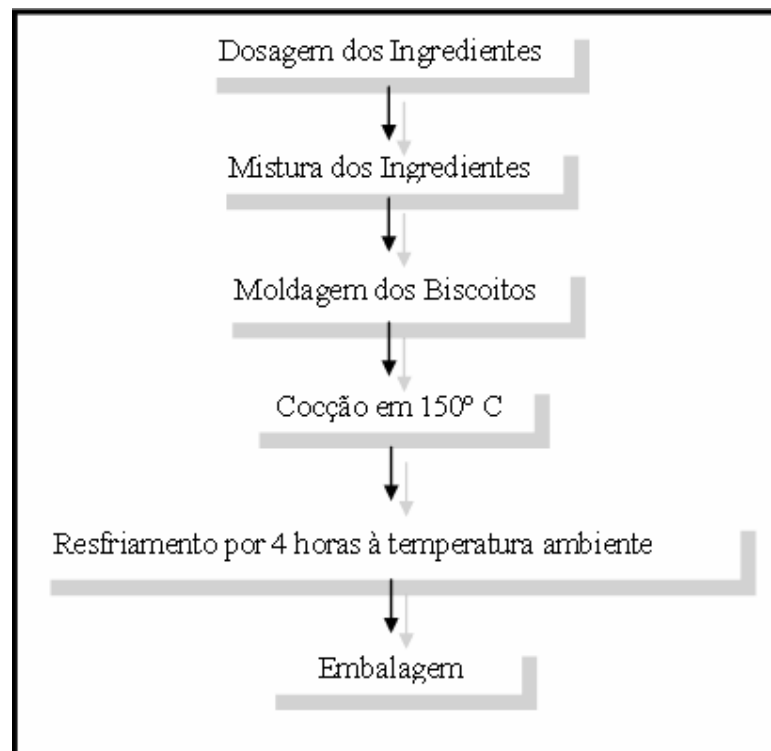 Dosagem dos Ingredientes
Mistura dos Ingredientes
Moldagem dos Biscoitos
Cocção em 150º C
Resfriamento por 4 horas à temperatura ambiente
Embalagem